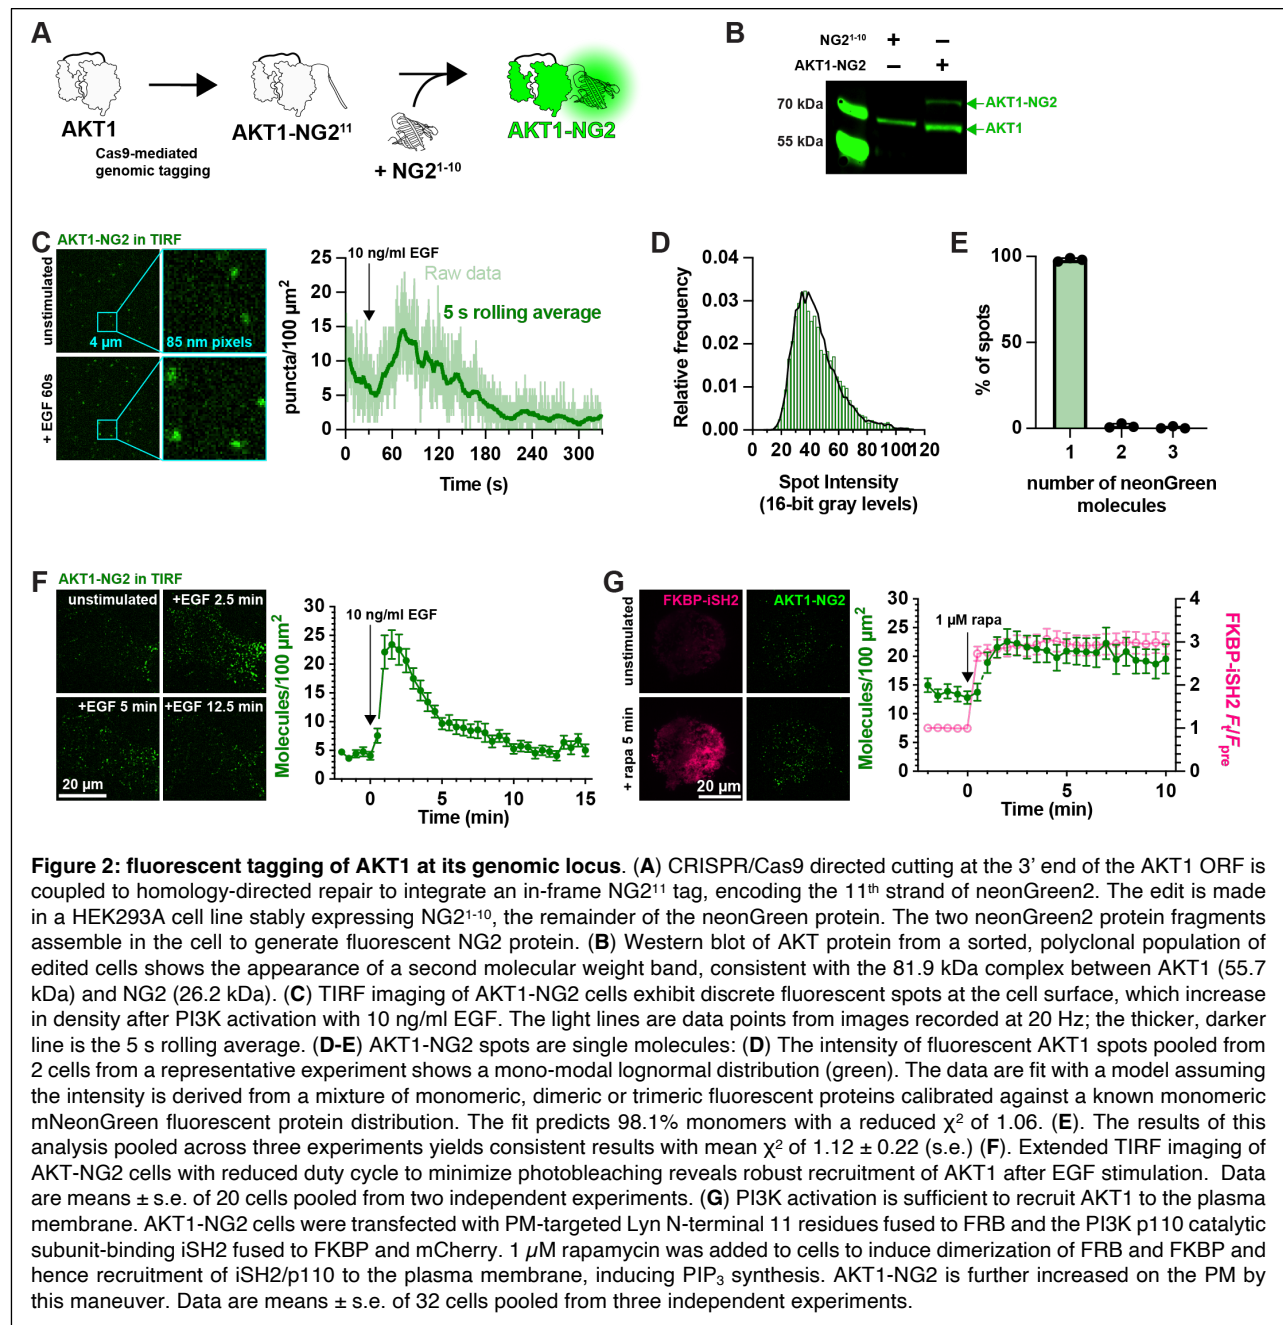 A
AKT1
Cas9-mediated
genomic tagging
AKT1-NG2¹¹
+ NG2¹⁻¹⁰
AKT1-NG2
B
NG2¹⁻¹⁰ + –
AKT1-NG2 – +
70 kDa
55 kDa
AKT1-NG2
AKT1
C
AKT1-NG2 in TIRF
unstimulated
+ EGF 60s
4 µm
85 nm pixels
10 ng/ml EGF
Raw data
5 s rolling average
puncta/100 µm²
25
20
15
10
5
0
0 60 120 180 240 300
Time (s)
D
Relative frequency
0.04
0.03
0.02
0.01
0.00
0 20 40 60 80 100 120
Spot Intensity
(16-bit gray levels)
E
% of spots
100
50
0
1 2 3
number of neonGreen
molecules
F
AKT1-NG2 in TIRF
unstimulated
+EGF 2.5 min
+EGF 5 min
+EGF 12.5 min
20 µm
10 ng/ml EGF
Molecules/100 µm²
30
25
20
15
10
5
0
0 5 10 15
Time (min)
G
FKBP-iSH2
AKT1-NG2
unstimulated
+ rapa 5 min
20 µm
1 µM rapa
Molecules/100 µm²
30
25
20
15
10
5
0
4
3
2
1
0
FKBP-iSH2 Fₜ/Fpre
0 5 10
Time (min)
Figure 2: fluorescent tagging of AKT1 at its genomic locus. (A) CRISPR/Cas9 directed cutting at the 3’ end of the AKT1 ORF is
coupled to homology-directed repair to integrate an in-frame NG2¹¹ tag, encoding the 11ᵗʰ strand of neonGreen2. The edit is made
in a HEK293A cell line stably expressing NG2¹⁻¹⁰, the remainder of the neonGreen protein. The two neonGreen2 protein fragments
assemble in the cell to generate fluorescent NG2 protein. (B) Western blot of AKT protein from a sorted, polyclonal population of
edited cells shows the appearance of a second molecular weight band, consistent with the 81.9 kDa complex between AKT1 (55.7
kDa) and NG2 (26.2 kDa). (C) TIRF imaging of AKT1-NG2 cells exhibit discrete fluorescent spots at the cell surface, which increase
in density after PI3K activation with 10 ng/ml EGF. The light lines are data points from images recorded at 20 Hz; the thicker, darker
line is the 5 s rolling average. (D-E) AKT1-NG2 spots are single molecules: (D) The intensity of fluorescent AKT1 spots pooled from
2 cells from a representative experiment shows a mono-modal lognormal distribution (green). The data are fit with a model assuming
the intensity is derived from a mixture of monomeric, dimeric or trimeric fluorescent proteins calibrated against a known monomeric
mNeonGreen fluorescent protein distribution. The fit predicts 98.1% monomers with a reduced χ² of 1.06. (E). The results of this
analysis pooled across three experiments yields consistent results with mean χ² of 1.12 ± 0.22 (s.e.) (F). Extended TIRF imaging of
AKT-NG2 cells with reduced duty cycle to minimize photobleaching reveals robust recruitment of AKT1 after EGF stimulation. Data
are means ± s.e. of 20 cells pooled from two independent experiments. (G) PI3K activation is sufficient to recruit AKT1 to the plasma
membrane. AKT1-NG2 cells were transfected with PM-targeted Lyn N-terminal 11 residues fused to FRB and the PI3K p110 catalytic
subunit-binding iSH2 fused to FKBP and mCherry. 1 µM rapamycin was added to cells to induce dimerization of FRB and FKBP and
hence recruitment of iSH2/p110 to the plasma membrane, inducing PIP₃ synthesis. AKT1-NG2 is further increased on the PM by
this maneuver. Data are means ± s.e. of 32 cells pooled from three independent experiments.